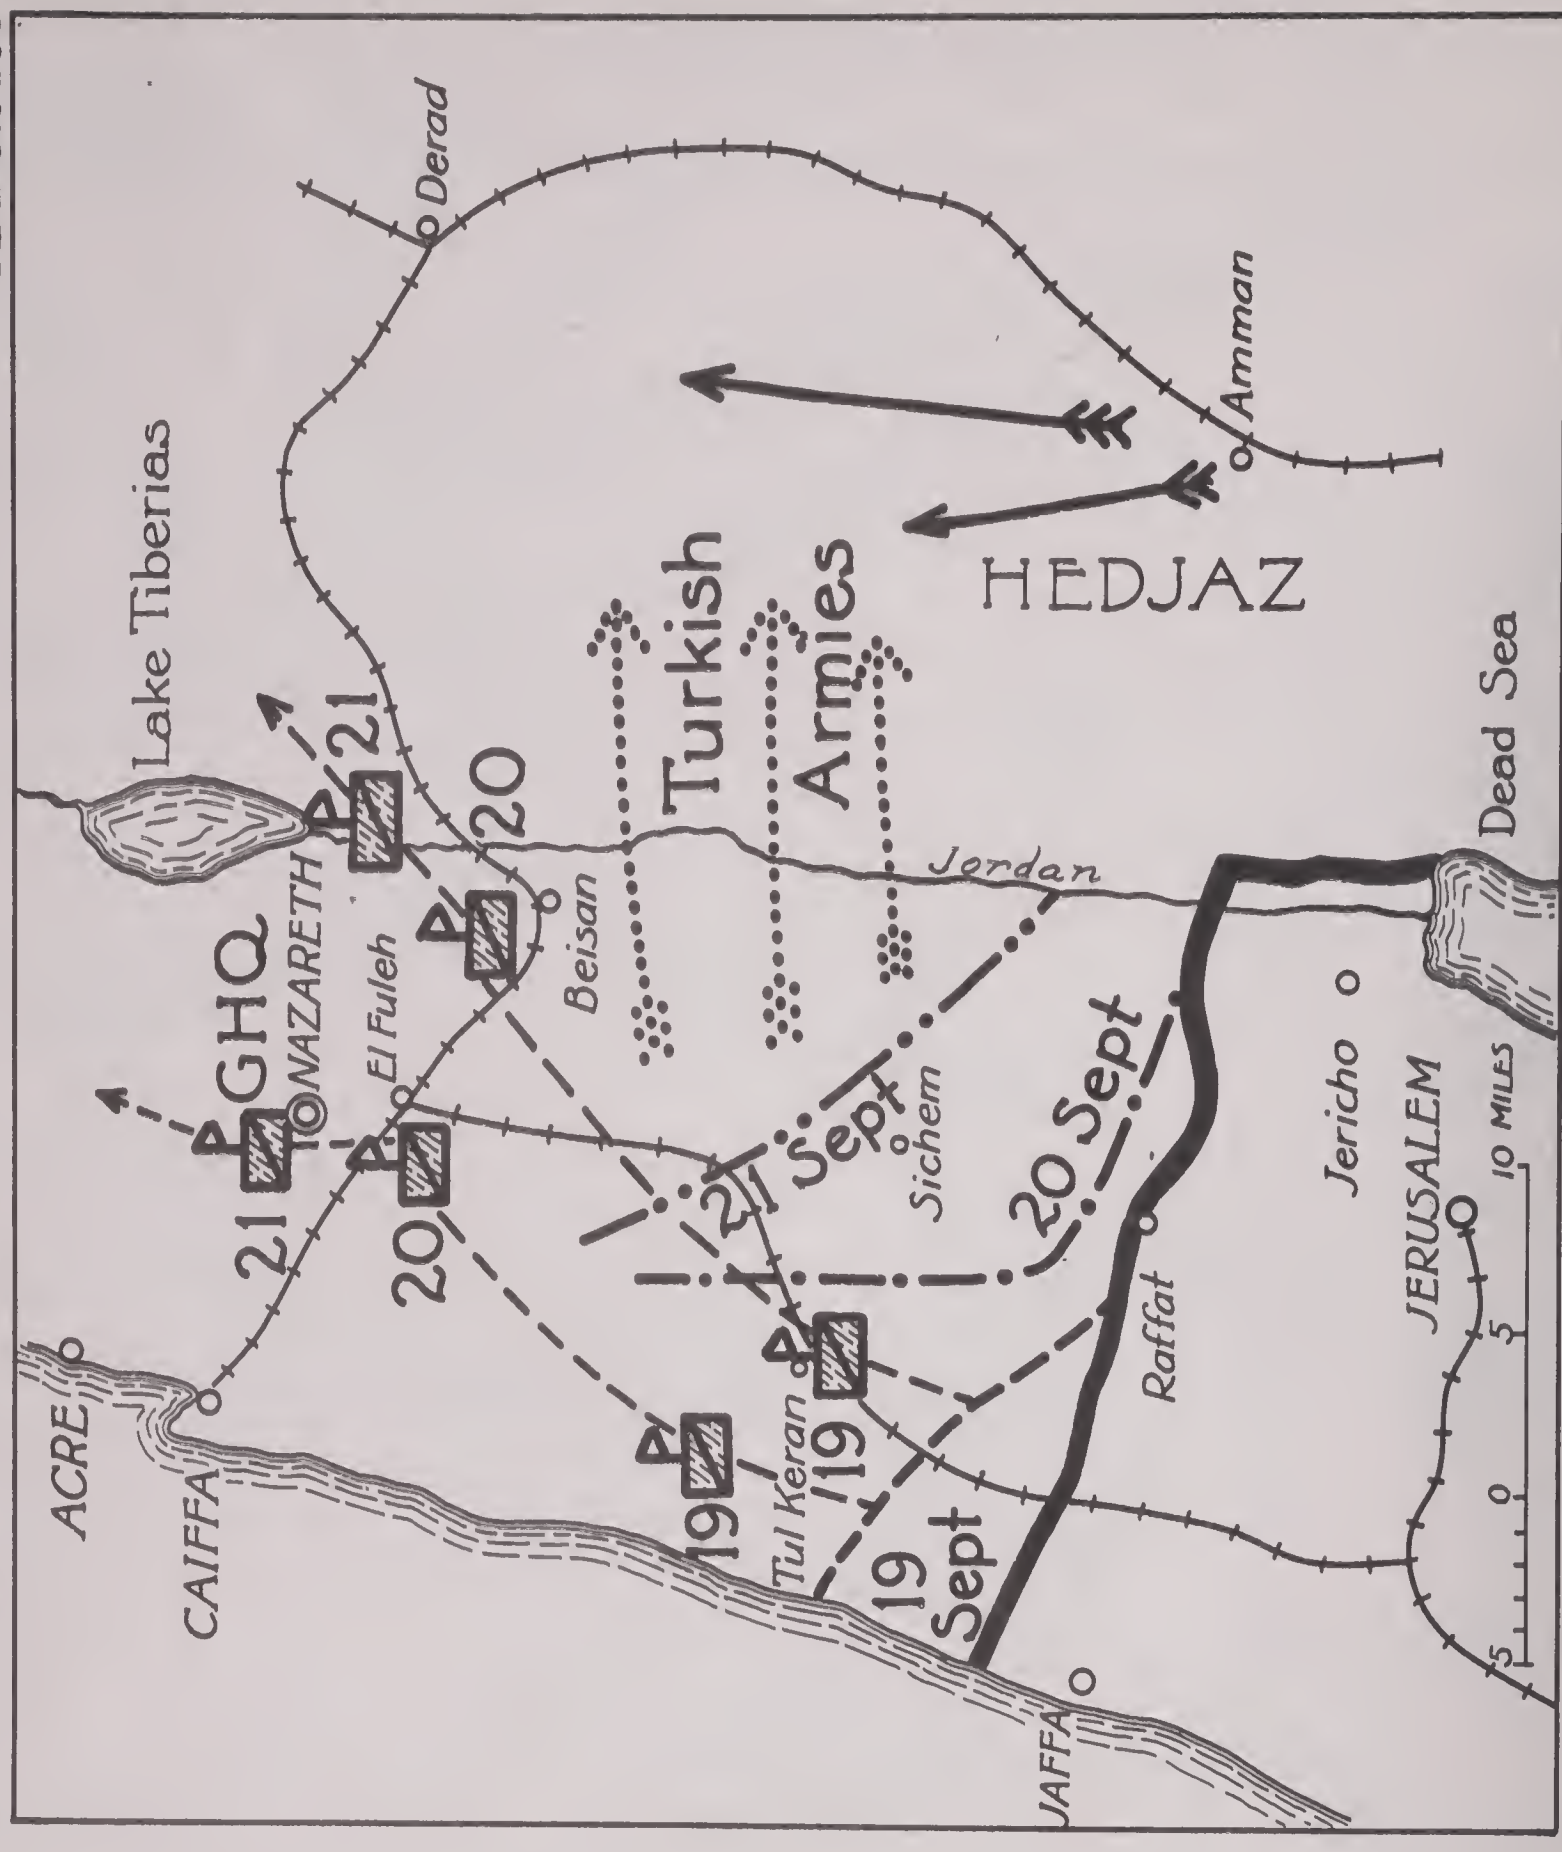 ACRE
CAIFFA
Lake Tiberias
GHQ
NAZARETH
21
21
El Fuleh
20
20
Beisan
Derad
19
Tul Keran
19
19
Sept
21 Sept
Sichem
20 Sept
Turkish
Armies
Jordan
HEDJAZ
Amman
JAFFA
Raffat
Jericho
JERUSALEM
Dead Sea
5 0 5 10 MILES